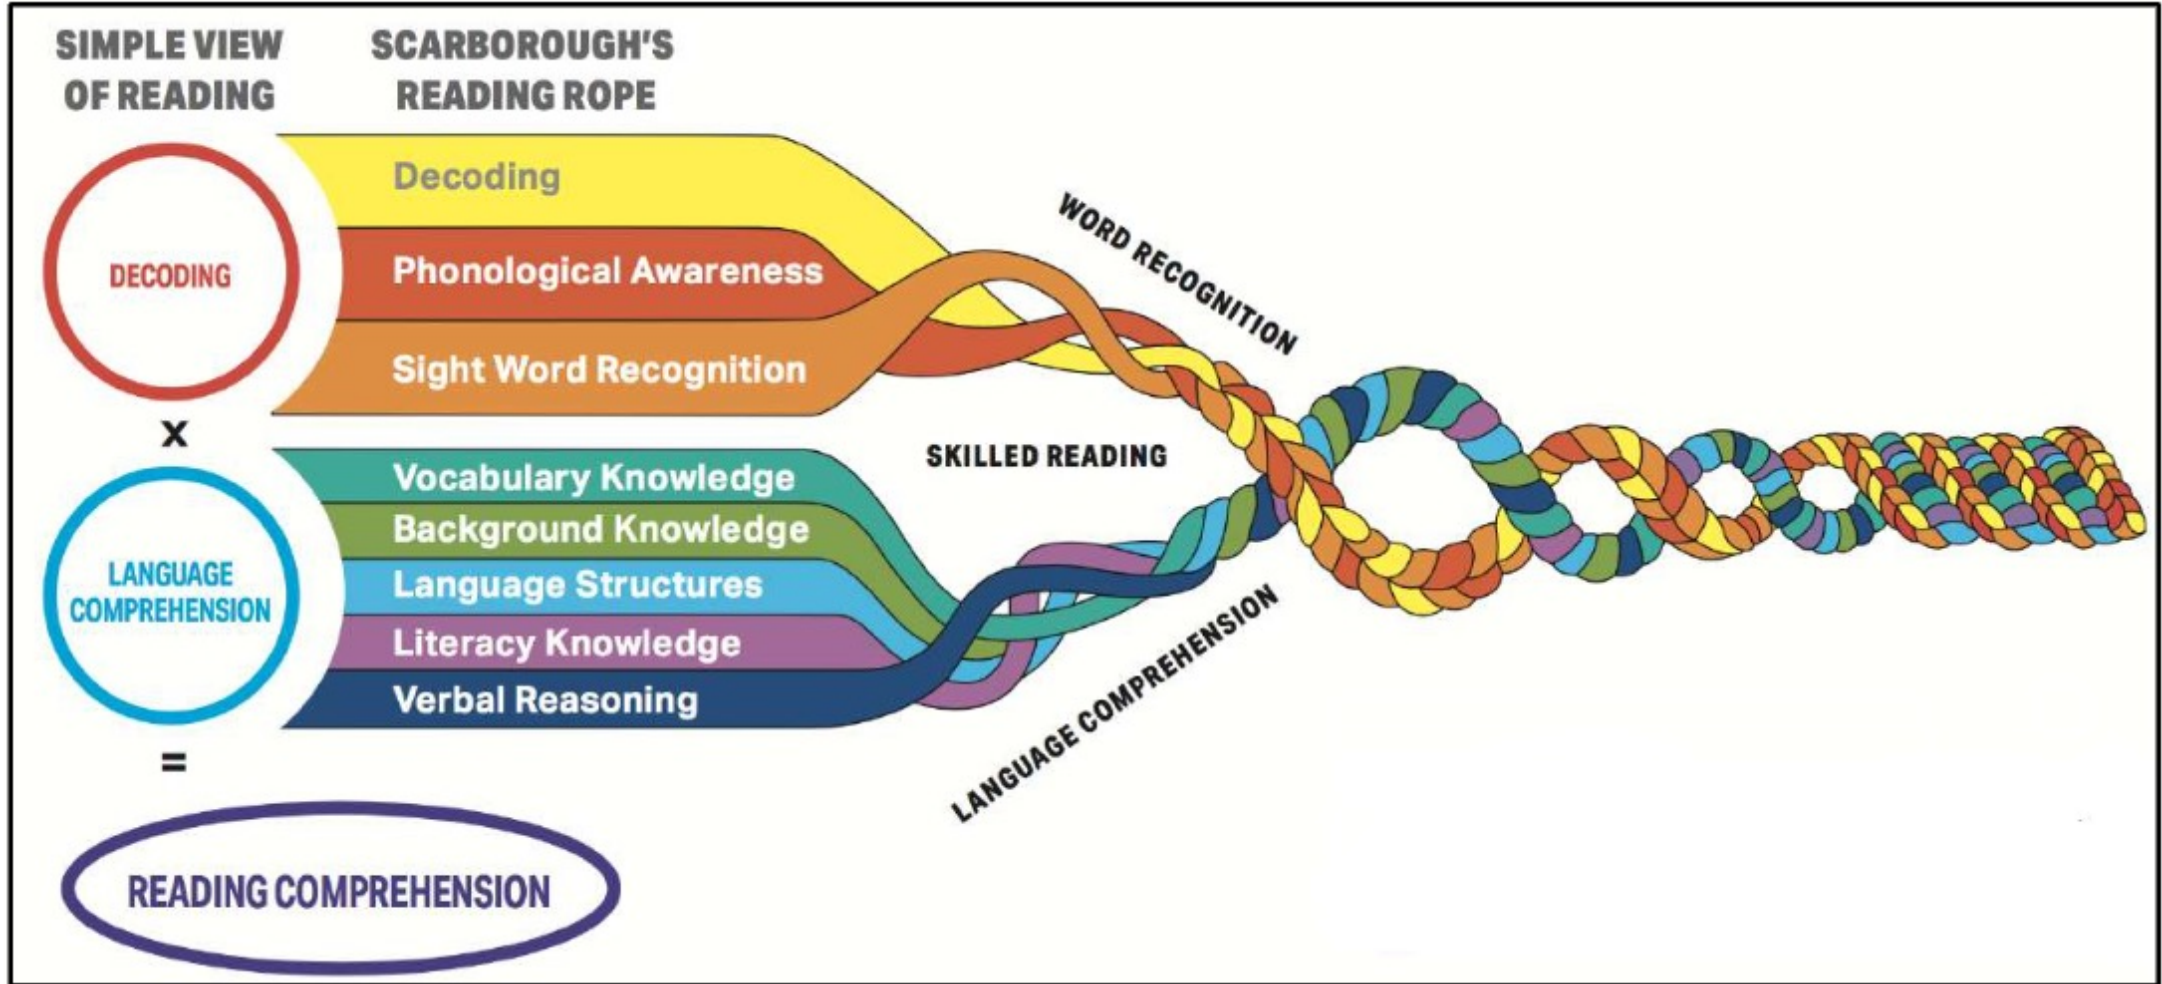 SIMPLE VIEW
OF READING
SCARBOROUGH'S
READING ROPE
DECODING
x
LANGUAGE
COMPREHENSION
=
READING COMPREHENSION
Decoding
Phonological Awareness
Sight Word Recognition
Vocabulary Knowledge
Background Knowledge
Language Structures
Literacy Knowledge
Verbal Reasoning
WORD RECOGNITION
SKILLED READING
LANGUAGE COMPREHENSION